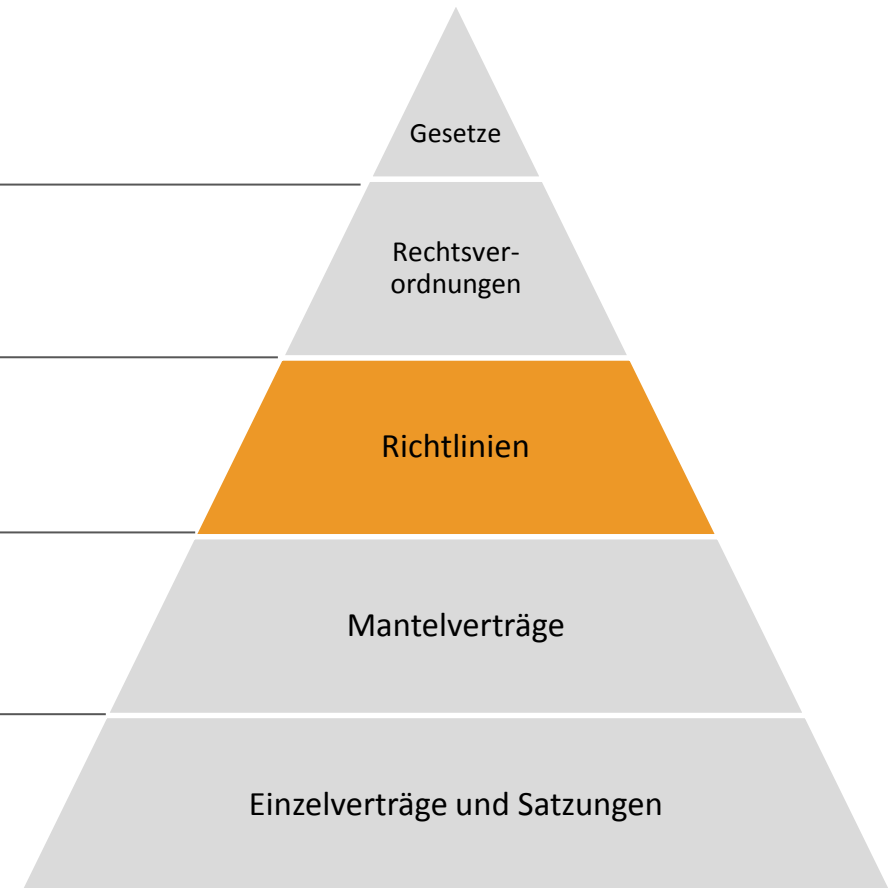 Gesetze
Rechtsver-
ordnungen
Richtlinien
Mantelverträge
Einzelverträge und Satzungen